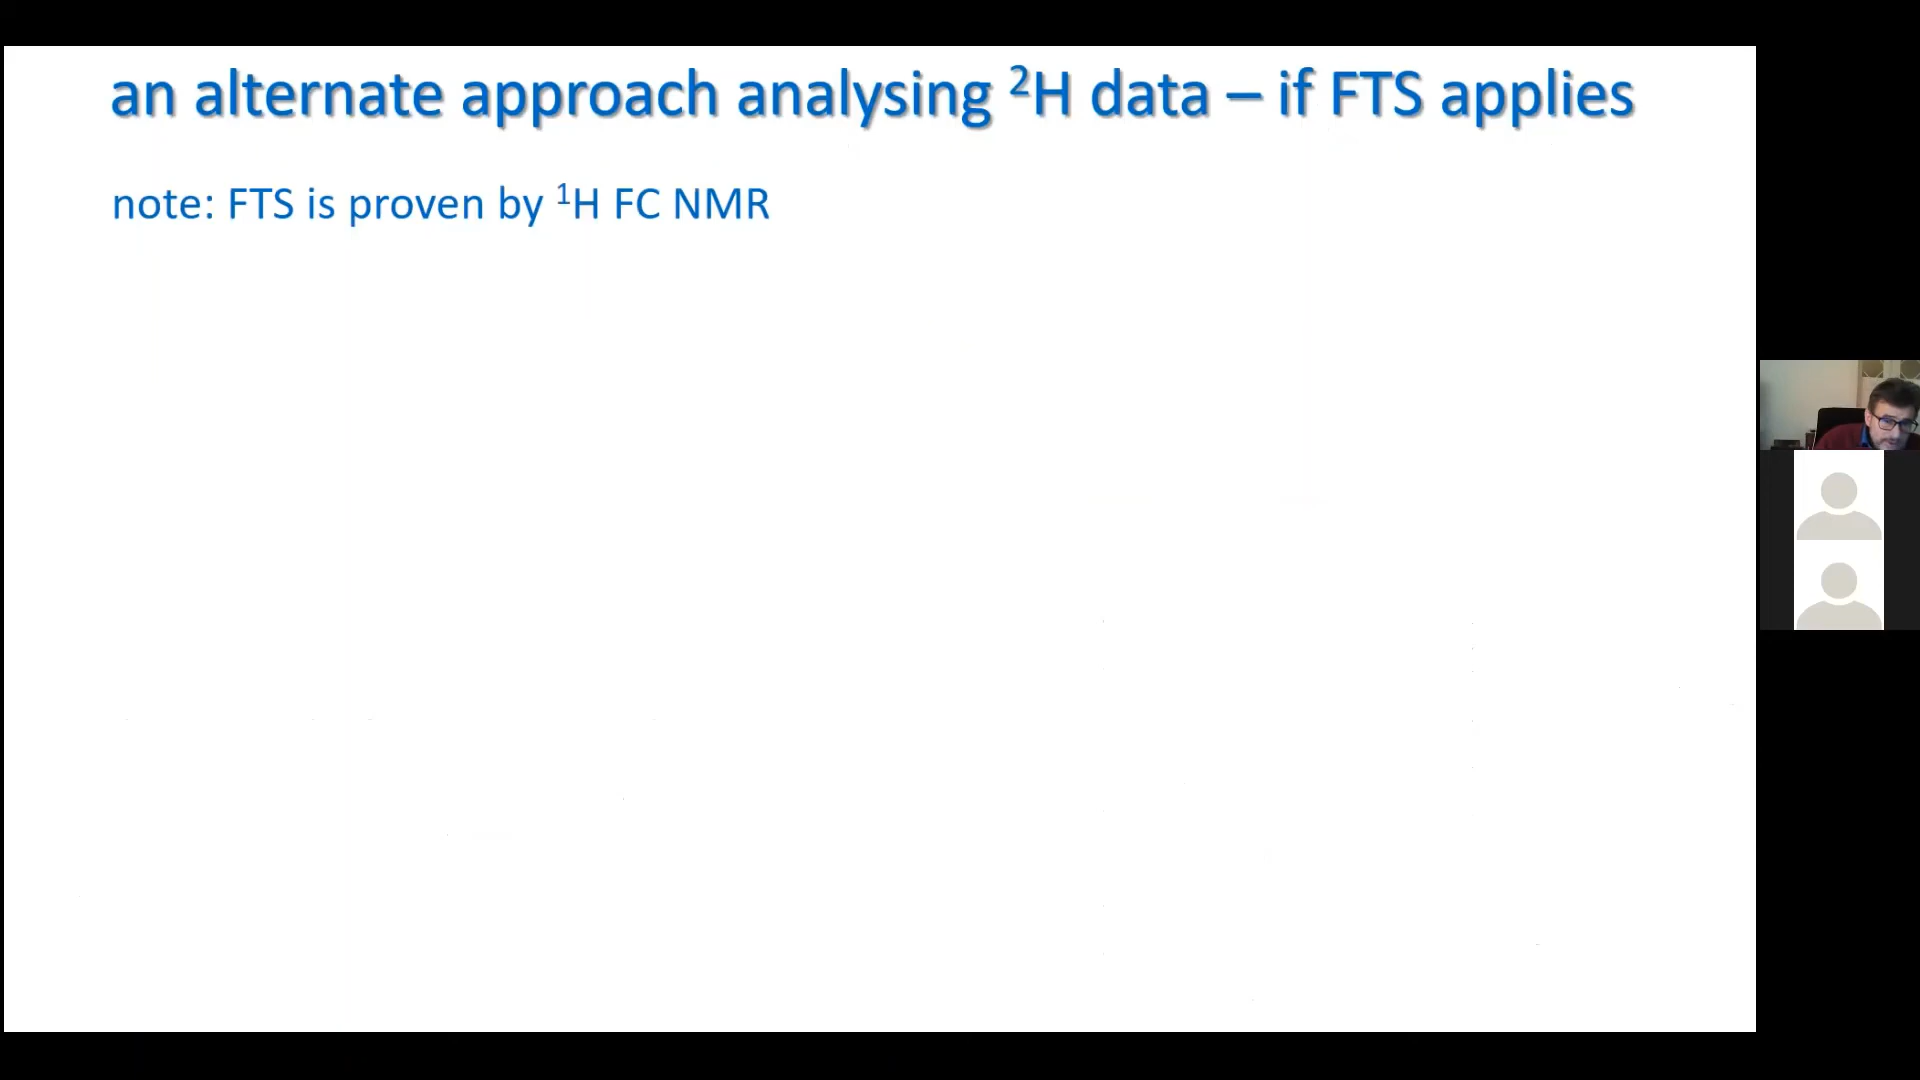 an alternate approach analysing ²H data – if FTS applies
note: FTS is proven by ¹H FC NMR